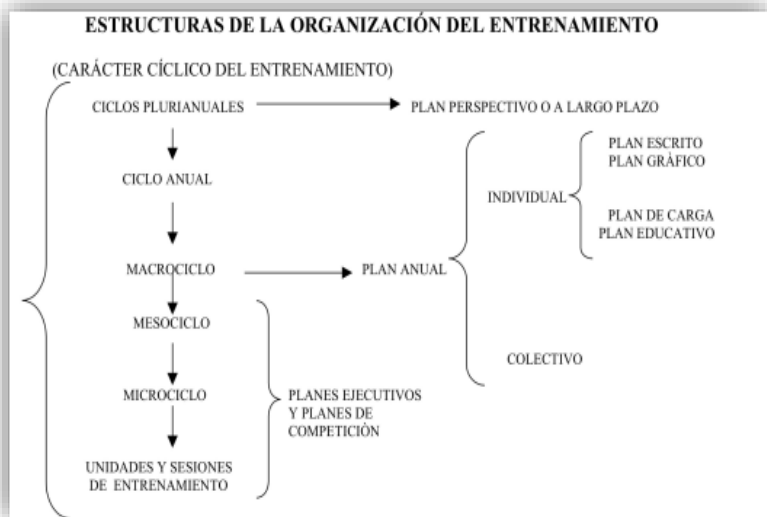 ESTRUCTURAS DE LA ORGANIZACIÓN DEL ENTRENAMIENTO
(CARÁCTER CÍCLICO DEL ENTRENAMIENTO)
CICLOS PLURIANUALES
PLAN PERSPECTIVO O A LARGO PLAZO
PLAN ESCRITO
PLAN GRÁFICO
CICLO ANUAL
INDIVIDUAL
PLAN DE CARGA
PLAN EDUCATIVO
MACROCICLO
PLAN ANUAL
MESOCICLO
COLECTIVO
MICROCICLO
PLANES EJECUTIVOS
Y PLANES DE
COMPETICIÓN
UNIDADES Y SESIONES
DE ENTRENAMIENTO